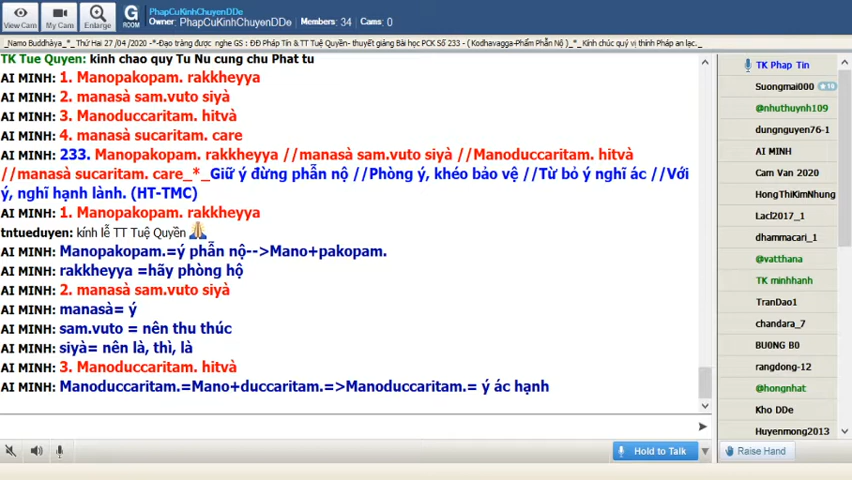 PhapCuKinhChuyenDDe
Owner: PhapCuKinhChuyenDDe Members: 34 Cams: 0
View Cam
My Cam
Enlarge
G
ROOM
_Namo Buddhàya_*_ Thứ Hai 27 /04 /2020 -*-Đạo tràng được nghe GS : ĐĐ Pháp Tín & TT Tuệ Quyền- thuyết giảng Bài học PCK Số 233 - ( Kodhavagga-Phẩm Phẫn Nộ )_*_ Kính chúc quý vị thính Pháp an lạc._
TK Tue Quyen: kinh chao quy Tu Nu cung chu Phat tu
AI MINH: 1. Manopakopam. rakkheyya
AI MINH: 2. manasà sam.vuto siyà
AI MINH: 3. Manoduccaritam. hitvà
AI MINH: 4. manasà sucaritam. care
AI MINH: 233. Manopakopam. rakkheyya //manasà sam.vuto siyà //Manoduccaritam. hitvà
//manasà sucaritam. care_*_Giữ ý đừng phẫn nộ //Phòng ý, khéo bảo vệ //Từ bỏ ý nghĩ ác //Với
ý, nghĩ hạnh lành. (HT-TMC)
AI MINH: 1. Manopakopam. rakkheyya
tntueduyen: kính lễ TT Tuệ Quyền
AI MINH: Manopakopam.=ý phẫn nộ-->Mano+pakopam.
AI MINH: rakkheyya =hãy phòng hộ
AI MINH: 2. manasà sam.vuto siyà
AI MINH: manasà= ý
AI MINH: sam.vuto = nên thu thúc
AI MINH: siyà= nên là, thì, là
AI MINH: 3. Manoduccaritam. hitvà
AI MINH: Manoduccaritam.=Mano+duccaritam.=>Manoduccaritam.= ý ác hạnh
Hold to Talk
TK Phap Tin
Suongmai000 10
@nhuthuynh109
dungnguyen76-1
AI MINH
Cam Van 2020
HongThiKimNhung
Lacl2017_1
dhammacari_1
@vatthana
TK minhhanh
TranDao1
chandara_7
BU0NG B0
rangdong-12
@hongnhat
Kho DDe
Huyenmong2013
Raise Hand